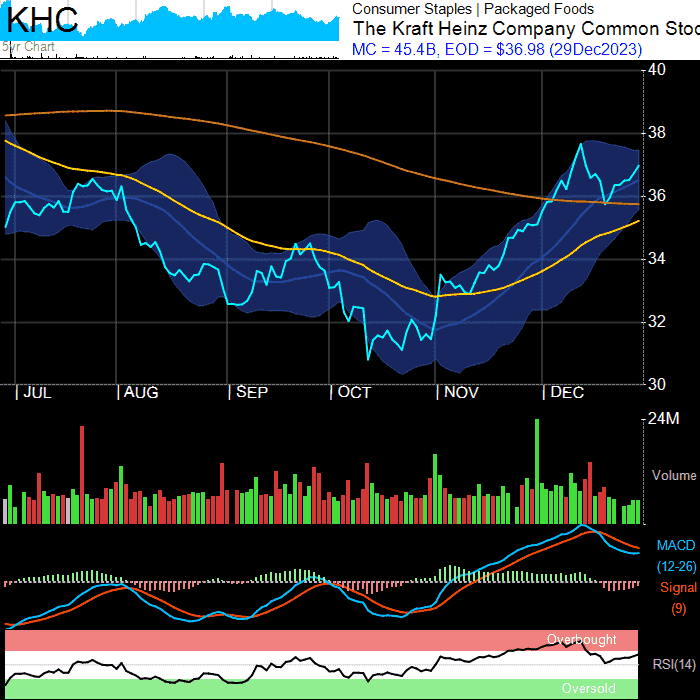 KHC
5yr Chart
Consumer Staples | Packaged Foods
The Kraft Heinz Company Common Stoc
MC = 45.4B, EOD = $36.98 (29Dec2023)
40
38
36
34
32
30
| JUL | AUG | SEP | OCT | NOV | DEC
24M
Volume
MACD
(12-26)
Signal
(9)
Overbought
RSI(14)
Oversold